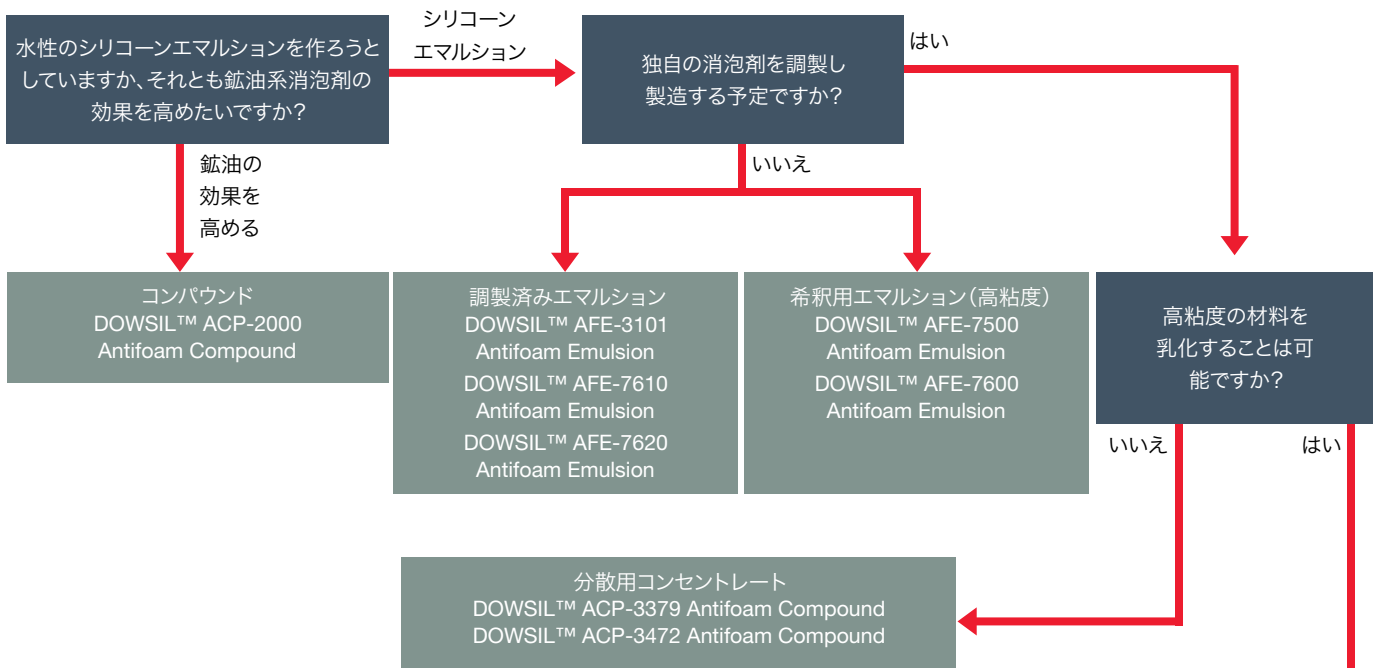 水性のシリコーンエマルションを作ろうと
していますか、それとも鉱油系消泡剤の
効果を高めたいですか?
シリコーン
エマルション
独自の消泡剤を調製し
製造する予定ですか?
はい
鉱油の
効果を
高める
いいえ
コンパウンド
DOWSIL™ ACP-2000
Antifoam Compound
調製済みエマルション
DOWSIL™ AFE-3101
Antifoam Emulsion
DOWSIL™ AFE-7610
Antifoam Emulsion
DOWSIL™ AFE-7620
Antifoam Emulsion
希釈用エマルション(高粘度)
DOWSIL™ AFE-7500
Antifoam Emulsion
DOWSIL™ AFE-7600
Antifoam Emulsion
高粘度の材料を
乳化することは可
能ですか?
いいえ
はい
分散用コンセントレート
DOWSIL™ ACP-3379 Antifoam Compound
DOWSIL™ ACP-3472 Antifoam Compound